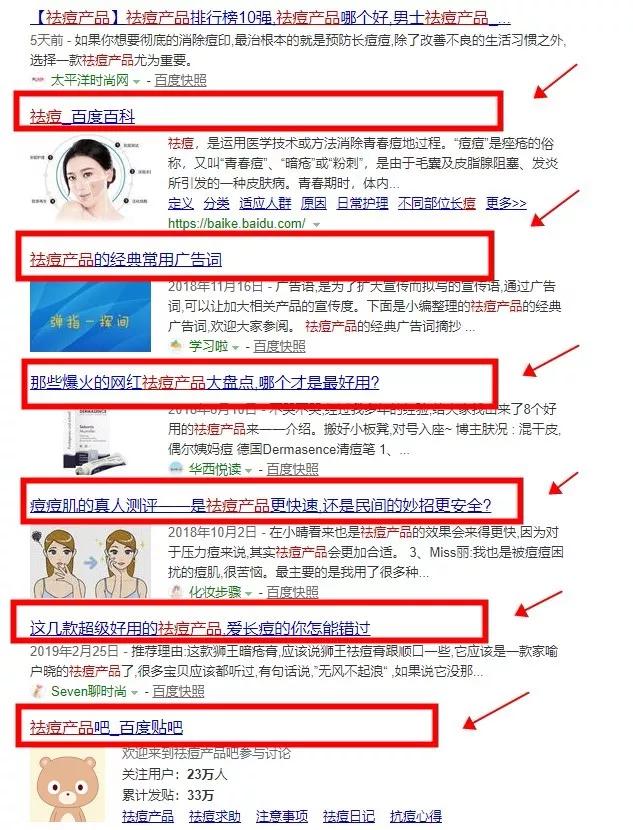 【祛痘产品】祛痘产品排行榜10强,祛痘产品哪个好,男士祛痘产品_...
5天前 - 如果你想要彻底的消除痘印,最治根本的就是预防长痘痘,除了改善不良的生活习惯之外,
选择一款祛痘产品尤为重要。
太平洋时尚网 - 百度快照
祛痘_百度百科
祛痘，是运用医学技术或方法消除青春痘地过程。“痘痘”是痤疮的俗
称，又叫“青春痘”、“暗疮”或“粉刺”，是由于毛囊及皮脂腺阻塞、发炎
所引发的一种皮肤病。青春期时，体内...
定义 分类 适应人群 原因 日常护理 不同部位长痘 更多>>
https://baike.baidu.com/
祛痘产品的经典常用广告词
2018年11月16日 - 广告语,是为了扩大宣传而拟写的宣传语,通过广告
词,可以让加大相关产品的宣传度。下面是小编整理的祛痘产品的经典
广告词,欢迎大家参阅。 祛痘产品的经典广告词摘抄 ...
弹指一挥间
学习啦 - 百度快照
那些爆火的网红祛痘产品大盘点,哪个才是最好用?
不哭不哭,经过我多年的经验,给大家找出来了8个好
用的祛痘产品来一一介绍。搬好小板凳,对号入座~ 博主肤况：混干皮,
偶尔姨妈痘 德国Dermasence清痘笔 1、...
DERMASENCE
华西悦读 - 百度快照
痘痘肌的真人测评——是祛痘产品更快速,还是民间的妙招更安全?
2018年10月2日 - 在小晴看来也是祛痘产品的效果会来得更快,因为对
于压力痘来说,其实祛痘产品会更加合适。 3、Miss丽:我也是被痘痘困
扰的痘肌,很苦恼。最主要的是我用了很多种...
化妆步骤 - 百度快照
这几款超级好用的祛痘产品,爱长痘的你怎能错过
2019年2月25日 - 推荐理由:这款狮王暗疮膏,应该说狮王祛痘膏跟顺口一些,它应该是一款家喻
户晓的祛痘产品了,很多宝贝应该都听过,有句话说,”无风不起浪“ ,如果说它没那...
Seven聊时尚 - 百度快照
祛痘产品吧_百度贴吧
欢迎来到祛痘产品吧参与讨论
关注用户：23万人
累计发贴：33万
祛痘产品 祛痘求助 注意事项 祛痘日记 抗痘心得